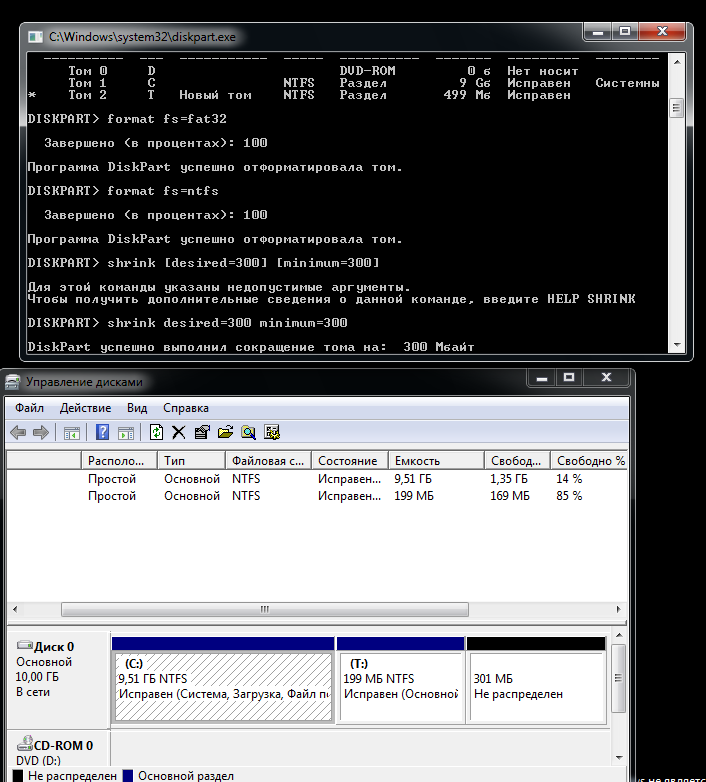 C:\Windows\system32\diskpart.exe
Том 0 D DVD-ROM 0 б Нет носит
Том 1 C NTFS Раздел 9 Gб Исправен Системны
* Том 2 T Новый том NTFS Раздел 499 Mб Исправен
DISKPART> format fs=fat32
Завершено (в процентах): 100
Программа DiskPart успешно отформатировала том.
DISKPART> format fs=ntfs
Завершено (в процентах): 100
Программа DiskPart успешно отформатировала том.
DISKPART> shrink [desired=300] [minimum=300]
Для этой команды указаны недопустимые аргументы.
Чтобы получить дополнительные сведения о данной команде, введите HELP SHRINK
DISKPART> shrink desired=300 minimum=300
DiskPart успешно выполнил сокращение тома на: 300 Mбайт
Управление дисками
Файл Действие Вид Справка
Располо... Тип Файловая с... Состояние Емкость Свобод... Свободно %
Простой Основной NTFS Исправен... 9,51 ГБ 1,35 ГБ 14 %
Простой Основной NTFS Исправен... 199 МБ 169 МБ 85 %
Диск 0
Основной
10,00 ГБ
В сети
(C:)
9,51 ГБ NTFS
Исправен (Система, Загрузка, Файл п
(T:)
199 МБ NTFS
Исправен (Основной
301 МБ
Не распределен
CD-ROM 0
DVD (D:)
Не распределен Основной раздел